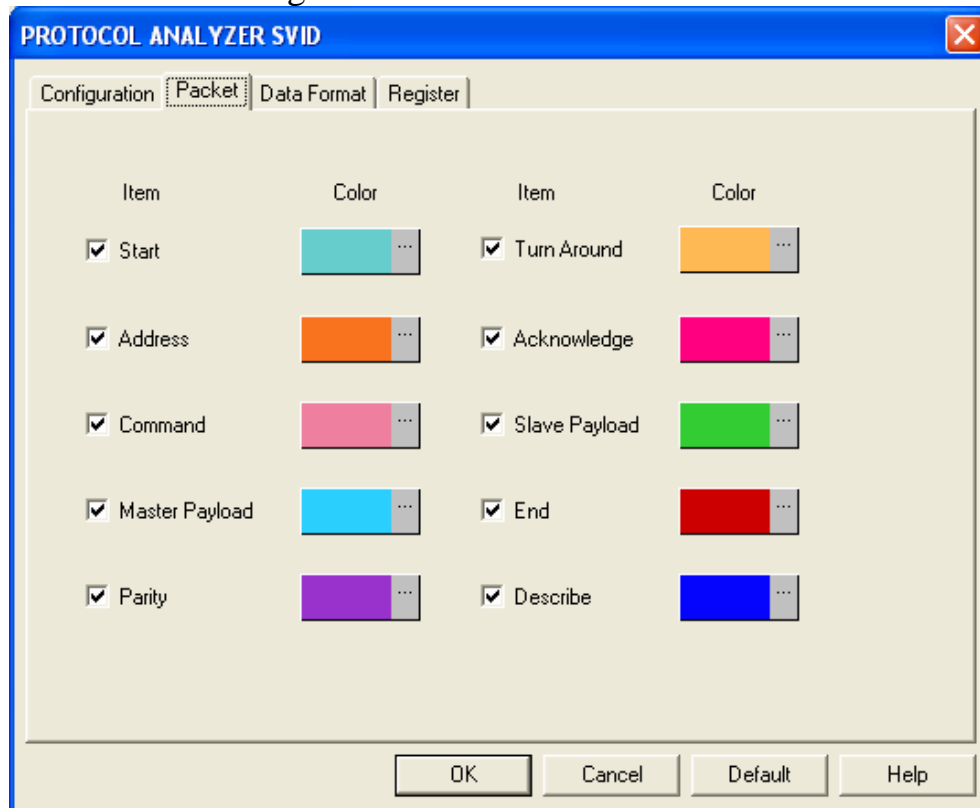 PROTOCOL ANALYZER SVID
Configuration Packet Data Format Register
Item Color Item Color
Start ... Turn Around ...
Address ... Acknowledge ...
Command ... Slave Payload ...
Master Payload ... End ...
Parity ... Describe ...
OK Cancel Default Help